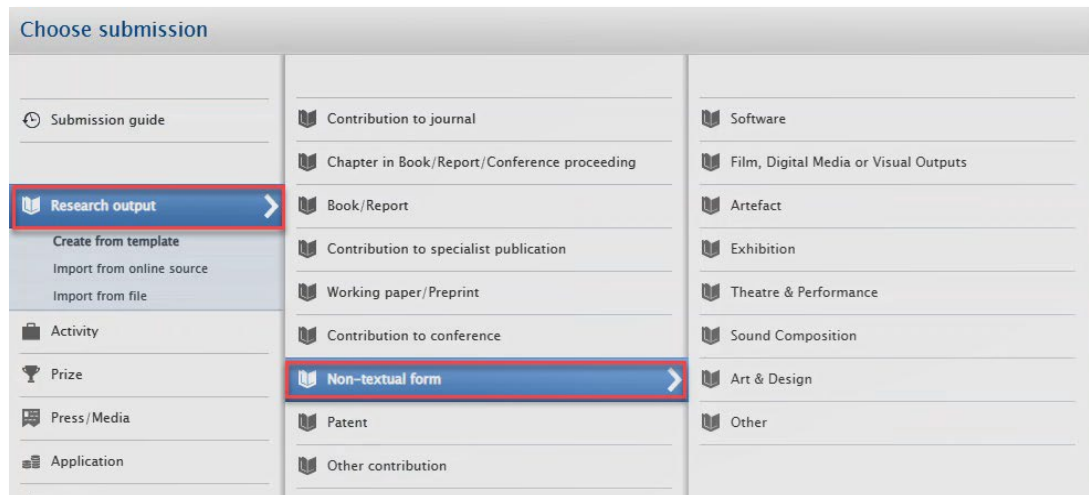 Choose submission
Submission guide
Research output
Create from template
Import from online source
Import from file
Activity
Prize
Press/Media
Application
Contribution to journal
Chapter in Book/Report/Conference proceeding
Book/Report
Contribution to specialist publication
Working paper/Preprint
Contribution to conference
Non-textual form
Patent
Other contribution
Software
Film, Digital Media or Visual Outputs
Artefact
Exhibition
Theatre & Performance
Sound Composition
Art & Design
Other